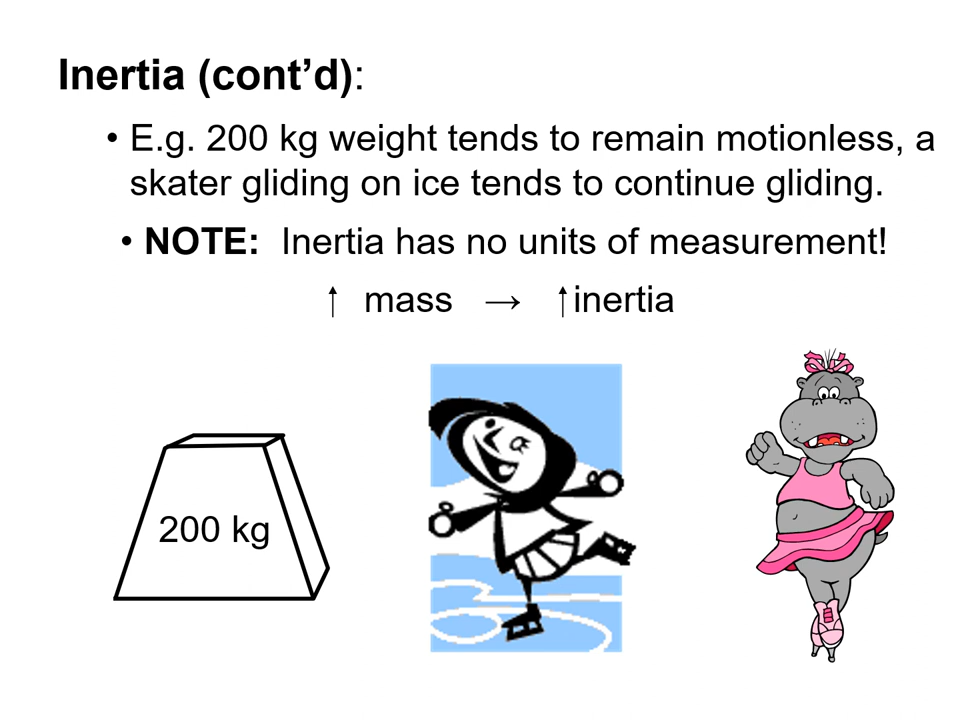 Inertia (cont’d):
• E.g. 200 kg weight tends to remain motionless, a
skater gliding on ice tends to continue gliding.
• NOTE:  Inertia has no units of measurement!
↑ mass → ↑ inertia
200 kg